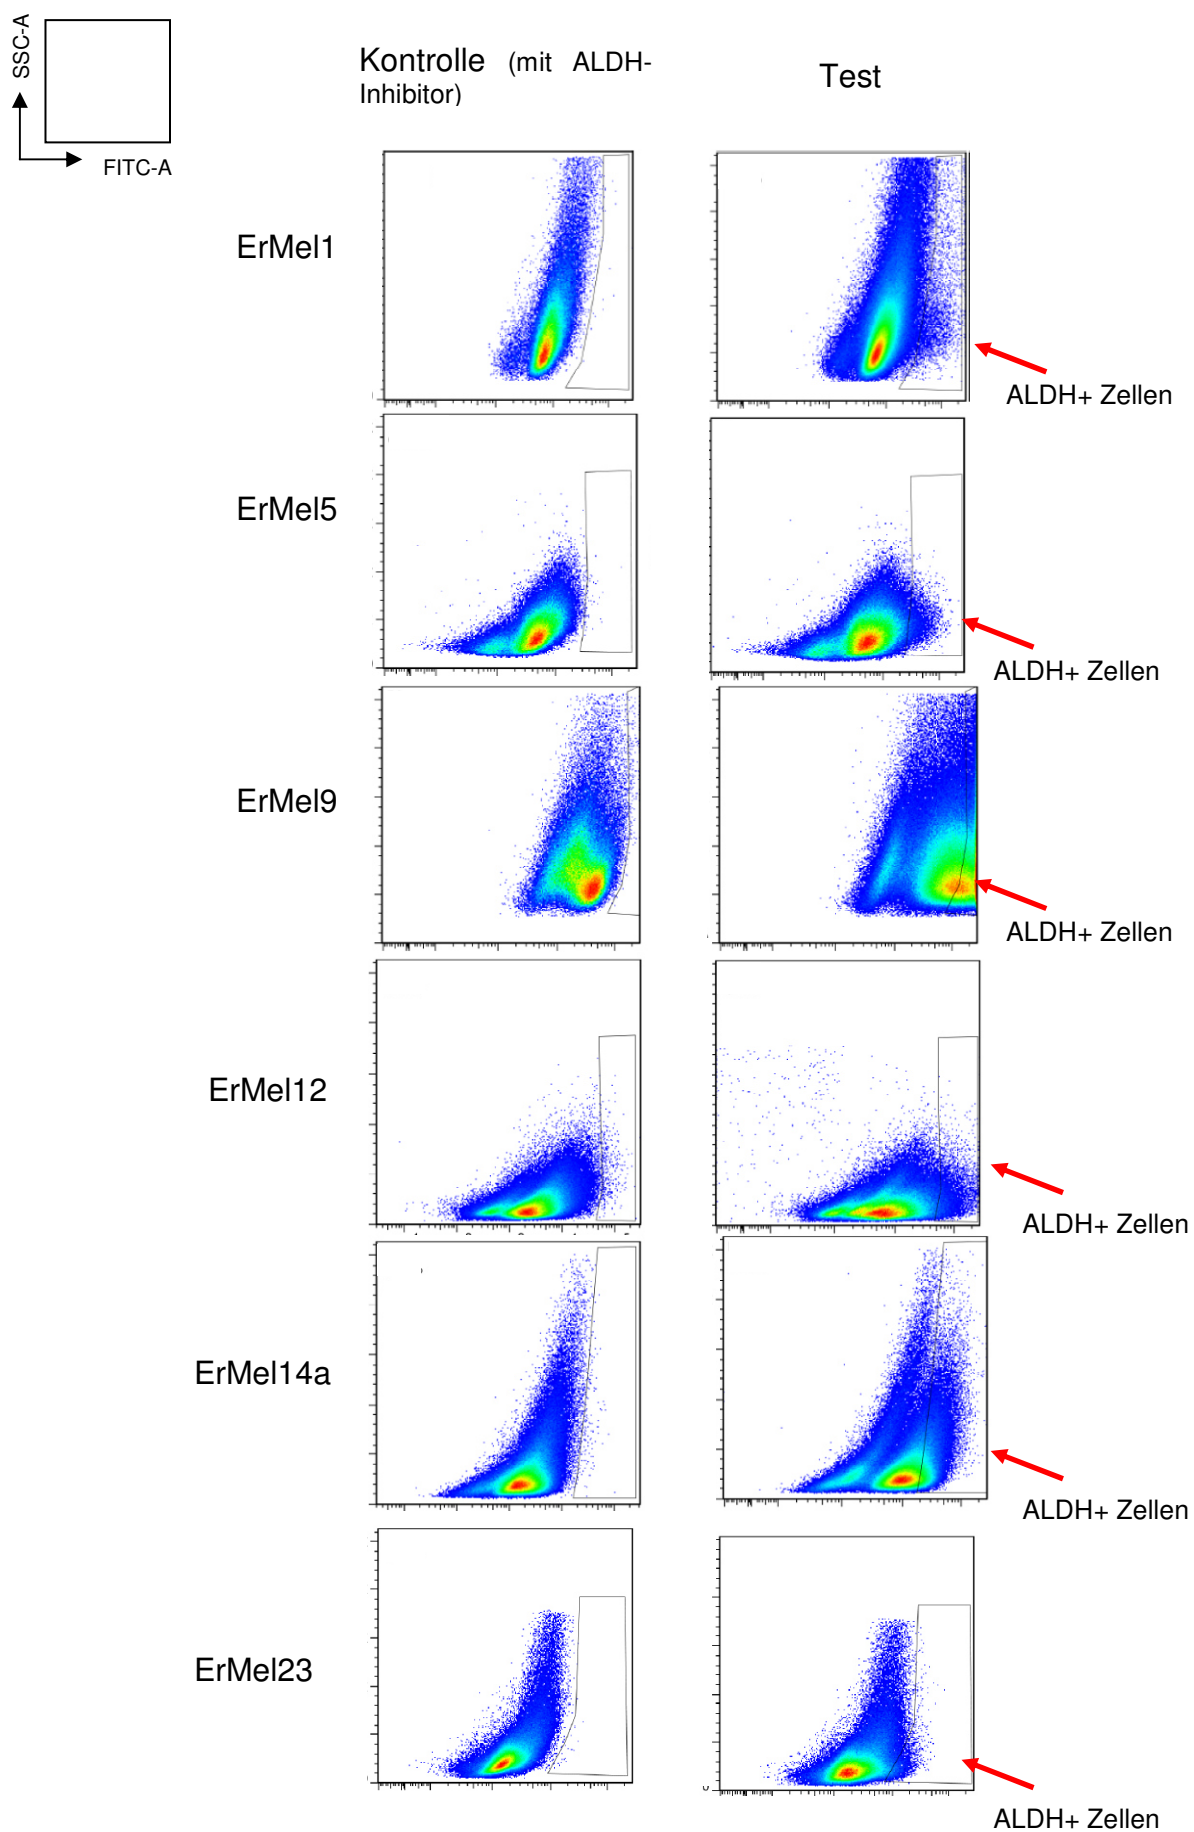 SSC-A
FITC-A
Kontrolle (mit ALDH-
Inhibitor)
Test
ErMel1
ALDH+ Zellen
ErMel5
ALDH+ Zellen
ErMel9
ALDH+ Zellen
ErMel12
ALDH+ Zellen
ErMel14a
ALDH+ Zellen
ErMel23
ALDH+ Zellen